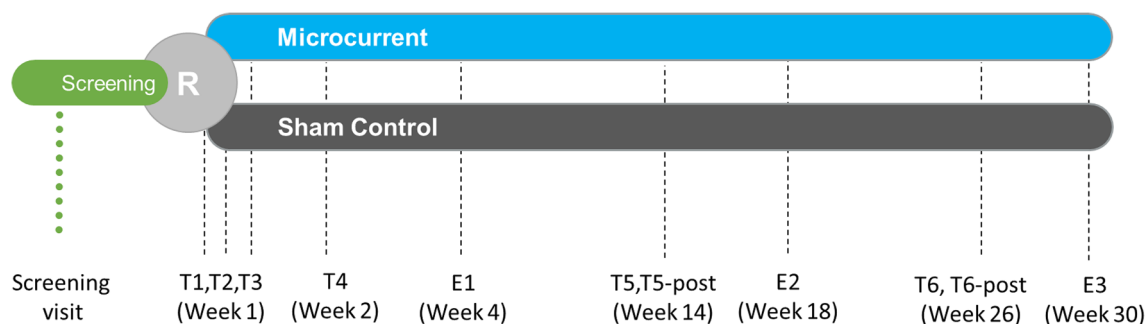 Microcurrent
Screening
R
Sham Control
Screening
visit
T1,T2,T3
(Week 1)
T4
(Week 2)
E1
(Week 4)
T5,T5-post
(Week 14)
E2
(Week 18)
T6, T6-post
(Week 26)
E3
(Week 30)